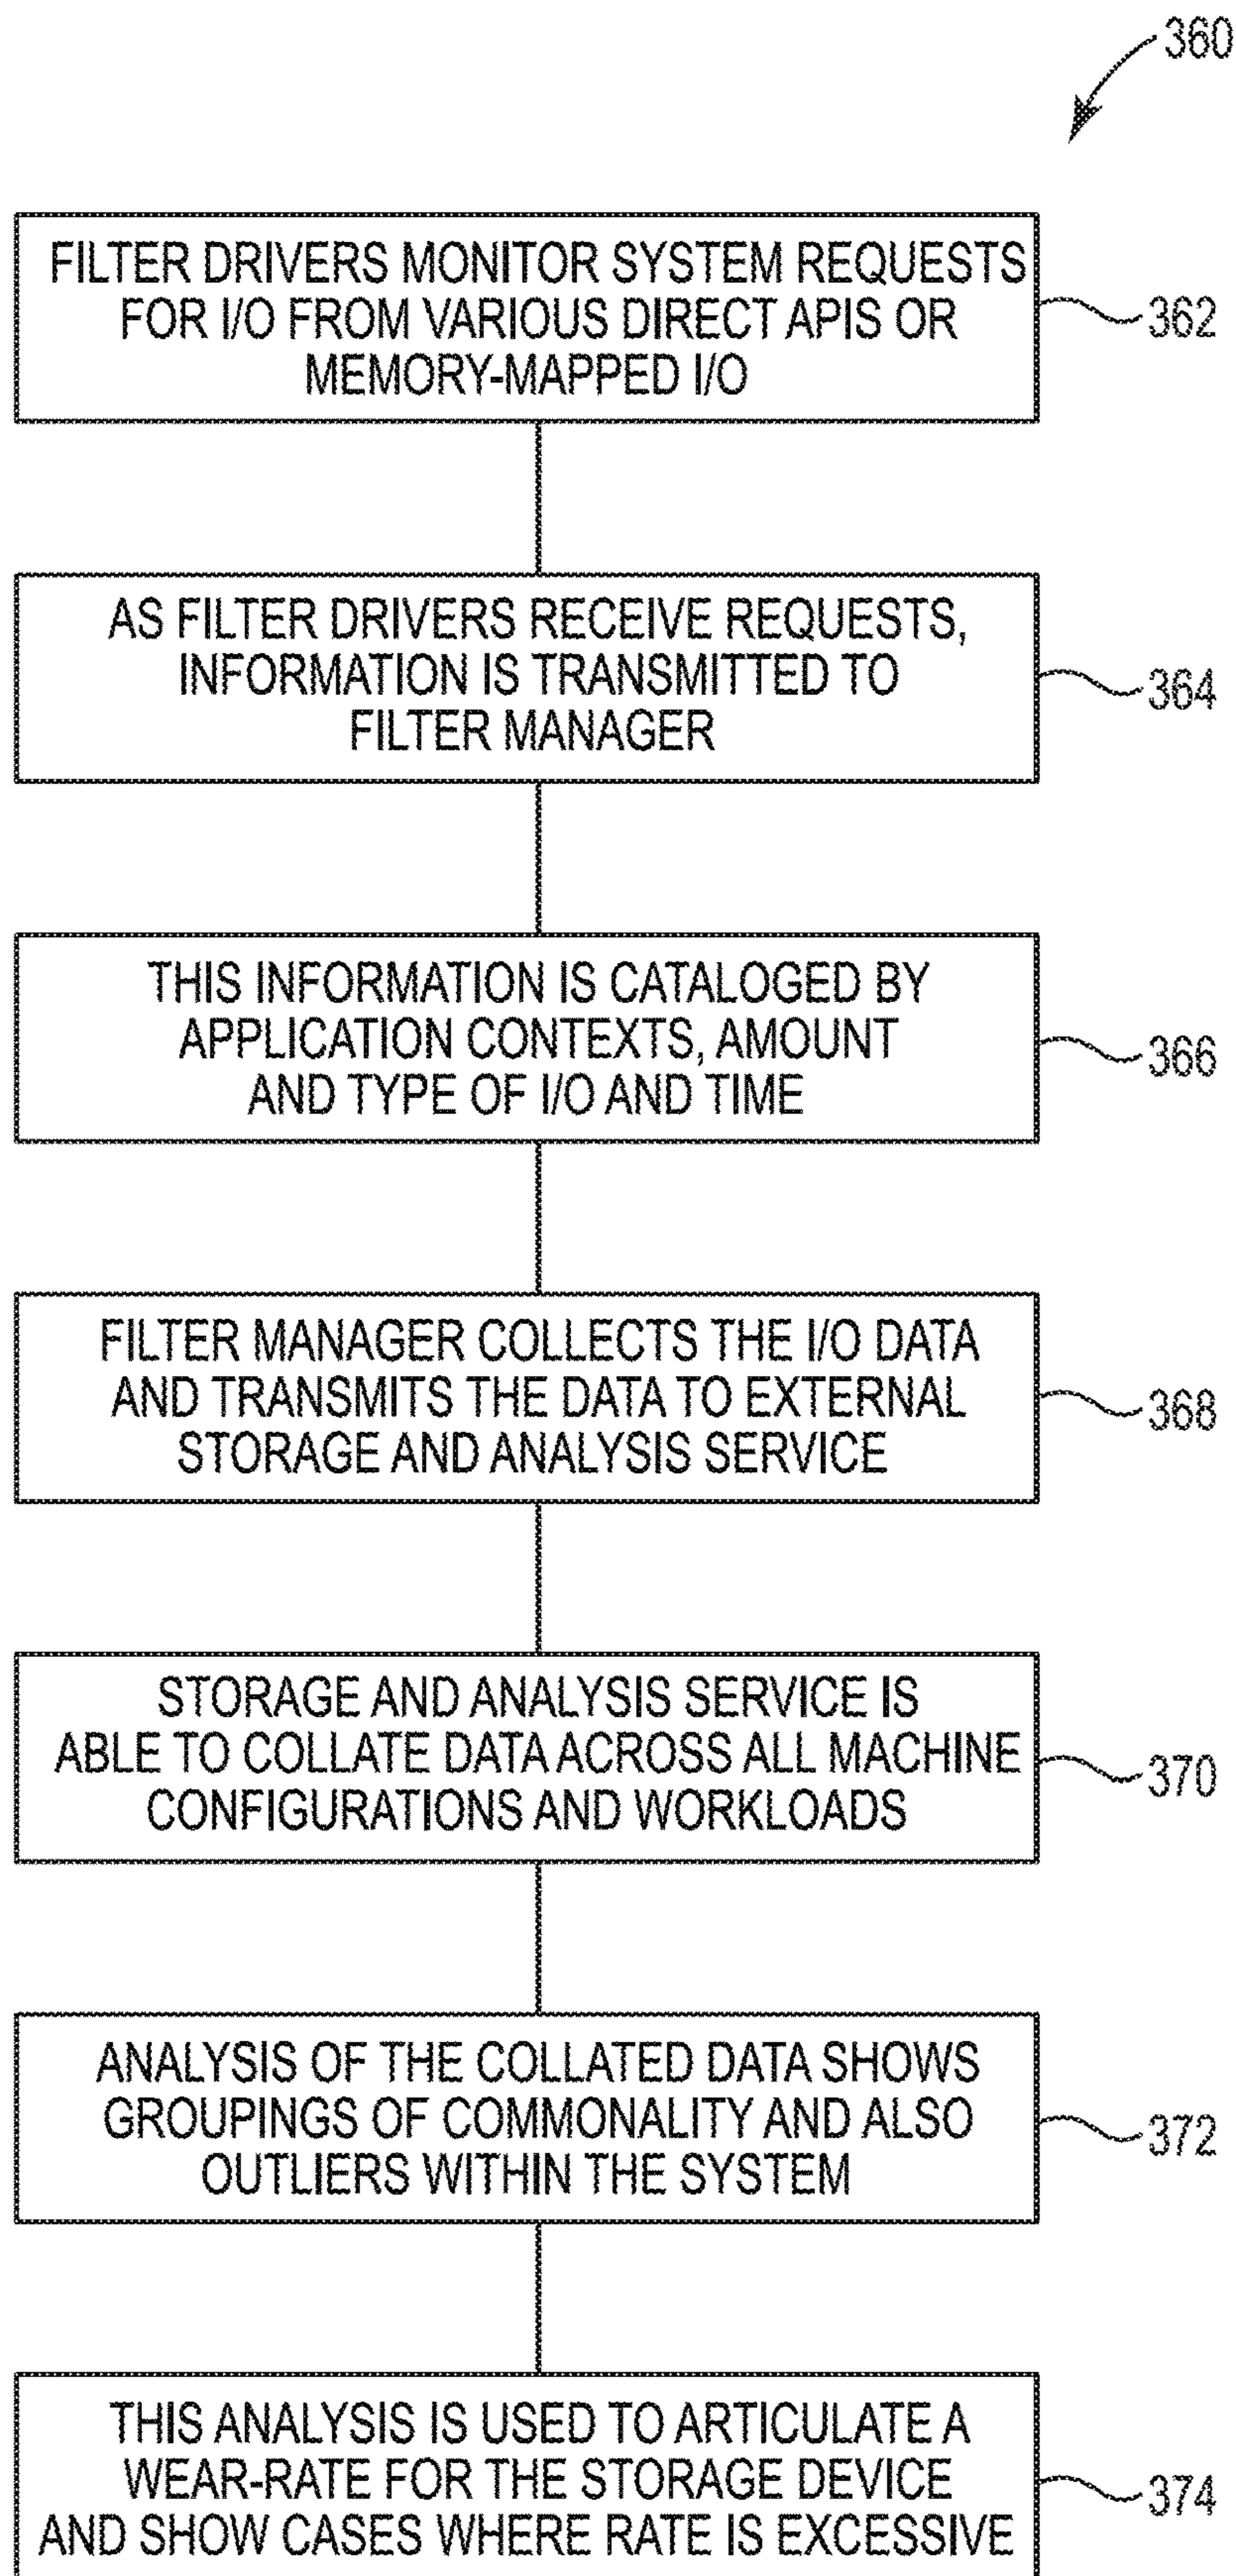 360
FILTER DRIVERS MONITOR SYSTEM REQUESTS
FOR I/O FROM VARIOUS DIRECT APIS OR
MEMORY-MAPPED I/O
362
AS FILTER DRIVERS RECEIVE REQUESTS,
INFORMATION IS TRANSMITTED TO
FILTER MANAGER
364
THIS INFORMATION IS CATALOGED BY
APPLICATION CONTEXTS, AMOUNT
AND TYPE OF I/O AND TIME
366
FILTER MANAGER COLLECTS THE I/O DATA
AND TRANSMITS THE DATA TO EXTERNAL
STORAGE AND ANALYSIS SERVICE
368
STORAGE AND ANALYSIS SERVICE IS
ABLE TO COLLATE DATA ACROSS ALL MACHINE
CONFIGURATIONS AND WORKLOADS
370
ANALYSIS OF THE COLLATED DATA SHOWS
GROUPINGS OF COMMONALITY AND ALSO
OUTLIERS WITHIN THE SYSTEM
372
THIS ANALYSIS IS USED TO ARTICULATE A
WEAR-RATE FOR THE STORAGE DEVICE
AND SHOW CASES WHERE RATE IS EXCESSIVE
374